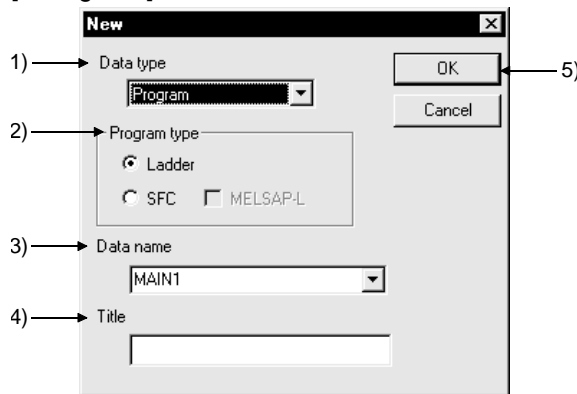 New
1) Data type
OK 5)
Program
Cancel
2) Program type
Ladder
SFC MELSAP-L
3) Data name
MAIN1
4) Title